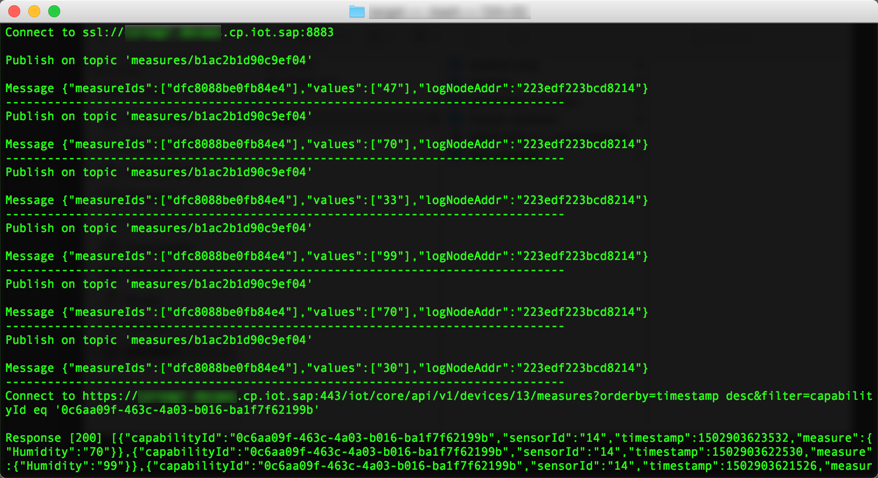 Connect to ssl:// .cp.iot.sap:8883
Publish on topic 'measures/b1ac2b1d90c9ef04'
Message {"measureIds":["dfc8088be0fb84e4"],"values":["47"],"logNodeAddr":"223edf223bcd8214"}
--------------------------------------------------------------------------------
Publish on topic 'measures/b1ac2b1d90c9ef04'
Message {"measureIds":["dfc8088be0fb84e4"],"values":["70"],"logNodeAddr":"223edf223bcd8214"}
--------------------------------------------------------------------------------
Publish on topic 'measures/b1ac2b1d90c9ef04'
Message {"measureIds":["dfc8088be0fb84e4"],"values":["33"],"logNodeAddr":"223edf223bcd8214"}
--------------------------------------------------------------------------------
Publish on topic 'measures/b1ac2b1d90c9ef04'
Message {"measureIds":["dfc8088be0fb84e4"],"values":["99"],"logNodeAddr":"223edf223bcd8214"}
--------------------------------------------------------------------------------
Publish on topic 'measures/b1ac2b1d90c9ef04'
Message {"measureIds":["dfc8088be0fb84e4"],"values":["70"],"logNodeAddr":"223edf223bcd8214"}
--------------------------------------------------------------------------------
Publish on topic 'measures/b1ac2b1d90c9ef04'
Message {"measureIds":["dfc8088be0fb84e4"],"values":["30"],"logNodeAddr":"223edf223bcd8214"}
--------------------------------------------------------------------------------
Connect to https:// .cp.iot.sap:443/iot/core/api/v1/devices/13/measures?orderby=timestamp desc&filter=capabilit
yId eq '0c6aa09f-463c-4a03-b016-ba1f7f62199b'
Response [200] [{"capabilityId":"0c6aa09f-463c-4a03-b016-ba1f7f62199b","sensorId":"14","timestamp":1502903623532,"measure":{
"Humidity":"70"}},{"capabilityId":"0c6aa09f-463c-4a03-b016-ba1f7f62199b","sensorId":"14","timestamp":1502903622530,"measure"
:{"Humidity":"99"}},{"capabilityId":"0c6aa09f-463c-4a03-b016-ba1f7f62199b","sensorId":"14","timestamp":1502903621526,"measur